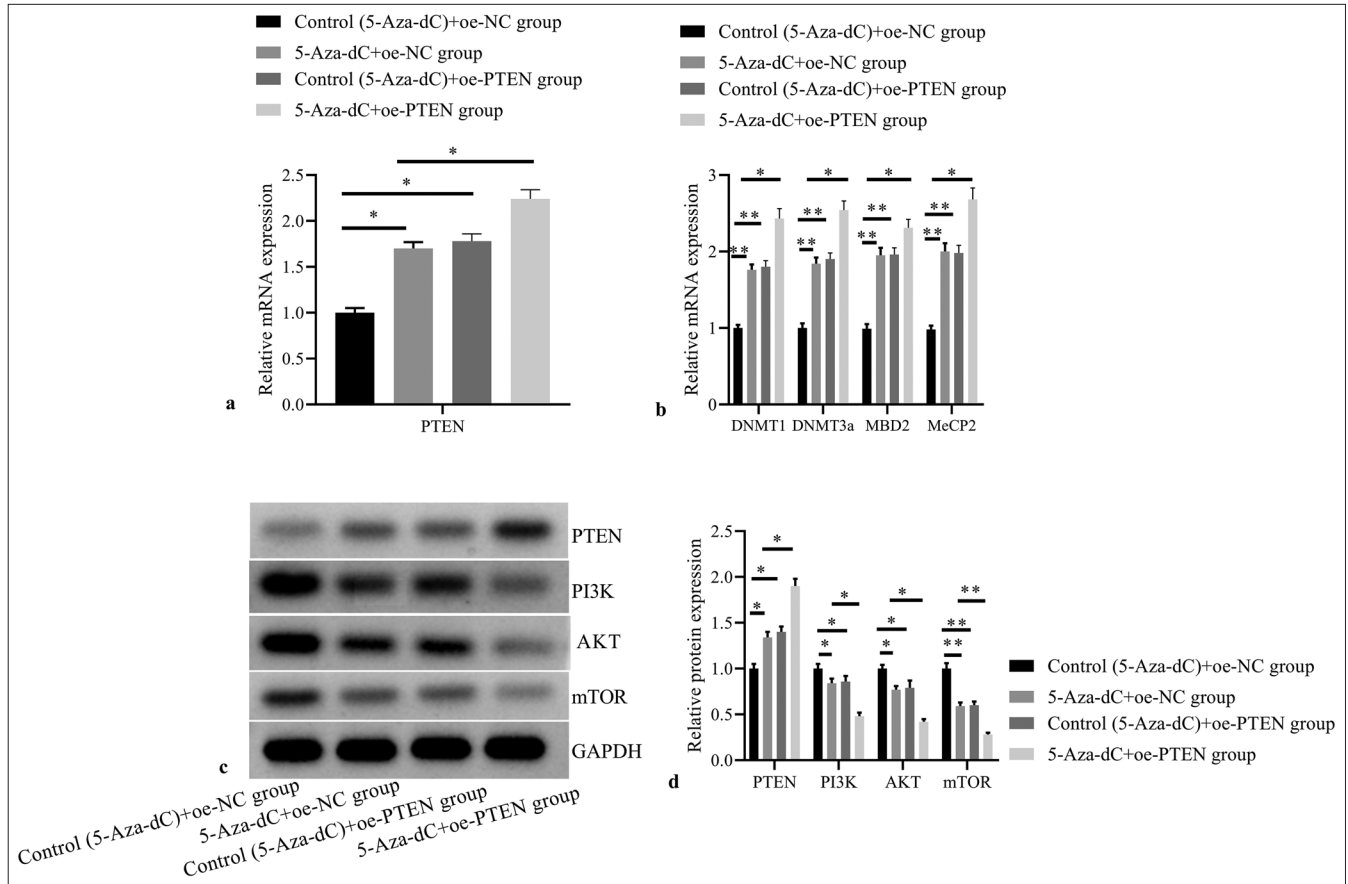 Control (5-Aza-dC)+oe-NC group
5-Aza-dC+oe-NC group
Control (5-Aza-dC)+oe-PTEN group
5-Aza-dC+oe-PTEN group
*
*
*
2.5
2.0
1.5
1.0
0.5
0.0
Relative mRNA expression
PTEN
a
Control (5-Aza-dC)+oe-NC group
5-Aza-dC+oe-NC group
Control (5-Aza-dC)+oe-PTEN group
5-Aza-dC+oe-PTEN group
* * * *
** ** ** **
** ** ** **
3
2
1
0
Relative mRNA expression
DNMT1 DNMT3a MBD2 MeCP2
b
PTEN
PI3K
AKT
mTOR
GAPDH
c
Control (5-Aza-dC)+oe-NC group
5-Aza-dC+oe-NC group
Control (5-Aza-dC)+oe-PTEN group
5-Aza-dC+oe-PTEN group
* * * **
* * * **
* * * **
2.5
2.0
1.5
1.0
0.5
0.0
Relative protein expression
PTEN PI3K AKT mTOR
d
Control (5-Aza-dC)+oe-NC group
5-Aza-dC+oe-NC group
Control (5-Aza-dC)+oe-PTEN group
5-Aza-dC+oe-PTEN group